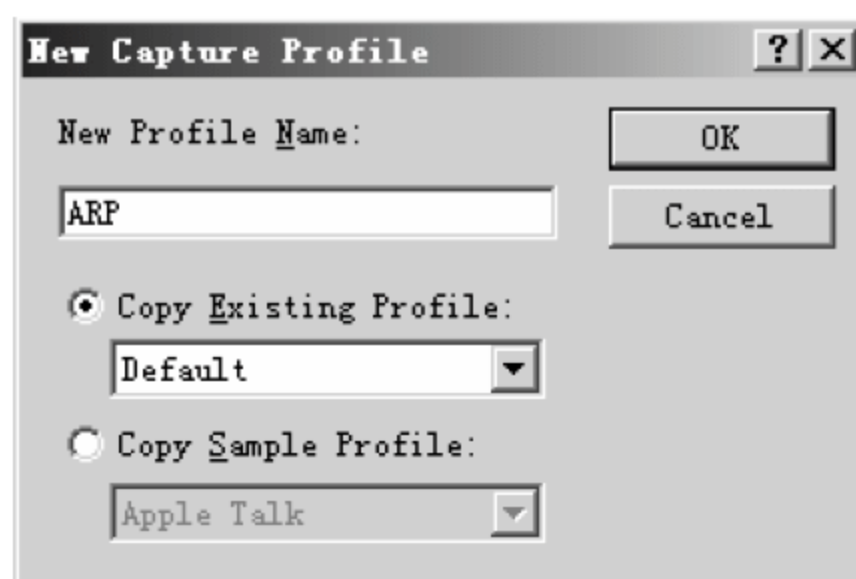 New Capture Profile
New Profile Name:
OK
ARP
Cancel
Copy Existing Profile:
Default
Copy Sample Profile:
Apple Talk